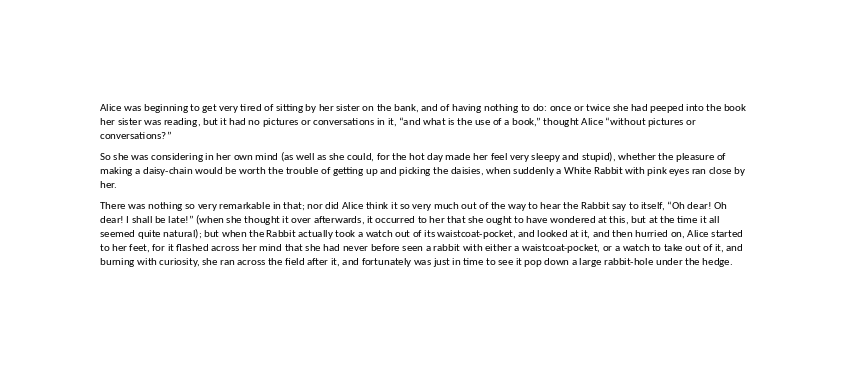 Alice was beginning to get very tired of sitting by her sister on the bank, and of having nothing to do: once or twice she had peeped into the book
her sister was reading, but it had no pictures or conversations in it, “and what is the use of a book,” thought Alice “without pictures or
conversations?”
So she was considering in her own mind (as well as she could, for the hot day made her feel very sleepy and stupid), whether the pleasure of
making a daisy-chain would be worth the trouble of getting up and picking the daisies, when suddenly a White Rabbit with pink eyes ran close by
her.
There was nothing so very remarkable in that; nor did Alice think it so very much out of the way to hear the Rabbit say to itself, “Oh dear! Oh
dear! I shall be late!” (when she thought it over afterwards, it occurred to her that she ought to have wondered at this, but at the time it all
seemed quite natural); but when the Rabbit actually took a watch out of its waistcoat-pocket, and looked at it, and then hurried on, Alice started
to her feet, for it flashed across her mind that she had never before seen a rabbit with either a waistcoat-pocket, or a watch to take out of it, and
burning with curiosity, she ran across the field after it, and fortunately was just in time to see it pop down a large rabbit-hole under the hedge.